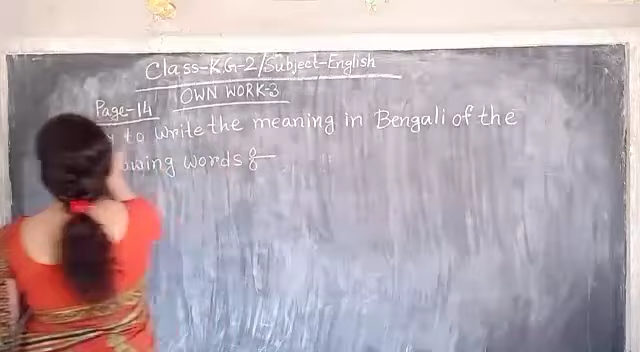 Class-K.G-2/Subject-English
Page-14 OWN WORK-3
to write the meaning in Bengali of the
words :-